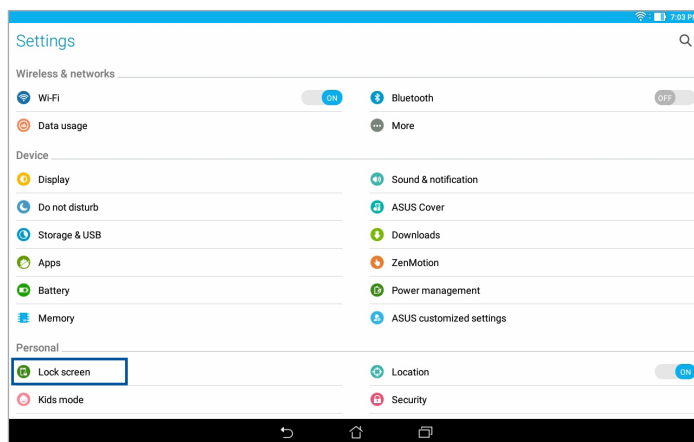 7:03 P
Settings
Wireless & networks
Wi-Fi ON Bluetooth OFF
Data usage More
Device
Display Sound & notification
Do not disturb ASUS Cover
Storage & USB Downloads
Apps ZenMotion
Battery Power management
Memory ASUS customized settings
Personal
Lock screen Location ON
Kids mode Security